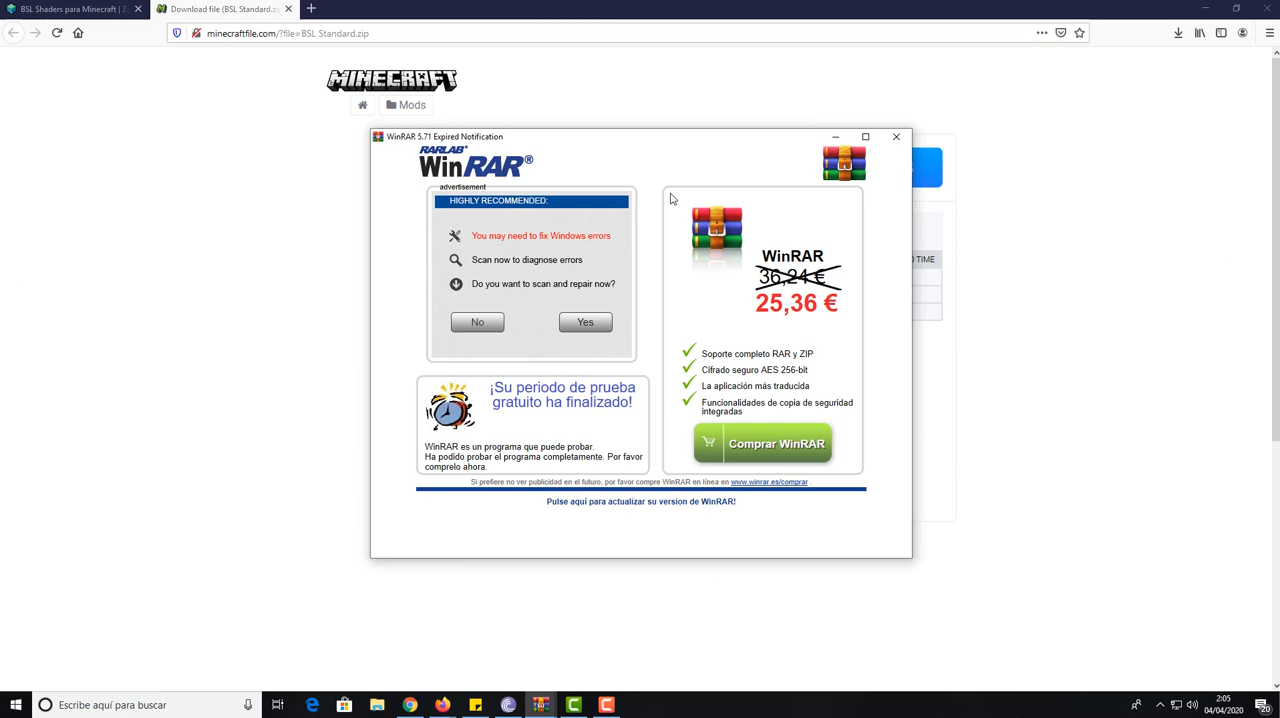 BSL Shaders para Minecraft | Z
Download file (BSL Standard.z
minecraftfile.com/?file=BSL Standard.zip
MINECRAFT
Mods
WinRAR 5.71 Expired Notification
RARLAB®
WinRAR®
advertisement
HIGHLY RECOMMENDED:
You may need to fix Windows errors
Scan now to diagnose errors
Do you want to scan and repair now?
No
Yes
¡Su periodo de prueba
gratuito ha finalizado!
WinRAR es un programa que puede probar.
Ha podido probar el programa completamente. Por favor
comprelo ahora.
WinRAR
36,24 €
25,36 €
Soporte completo RAR y ZIP
Cifrado seguro AES 256-bit
La aplicación más traducida
Funcionalidades de copia de seguridad
integradas
Comprar WinRAR
Si prefiere no ver publicidad en el futuro, por favor compre WinRAR en línea en www.winrar.es/comprar
Pulse aquí para actualizar su version de WinRAR!
TIME
Escribe aquí para buscar
2:05
04/04/2020
20